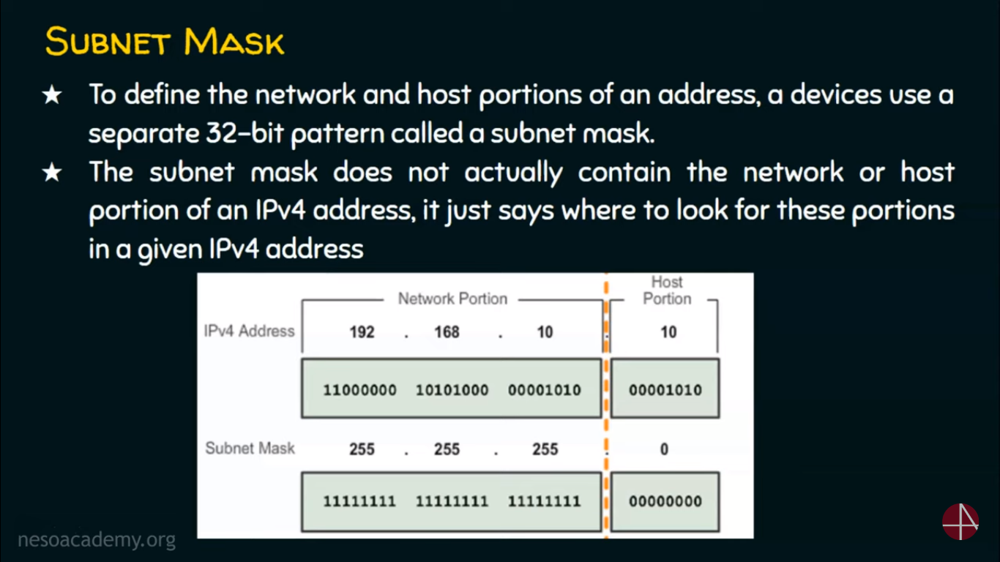 SUBNET MASK
★ To define the network and host portions of an address, a devices use a
separate 32-bit pattern called a subnet mask.
★ The subnet mask does not actually contain the network or host
portion of an IPv4 address, it just says where to look for these portions
in a given IPv4 address
Network Portion
Host
Portion
IPv4 Address 192 . 168 . 10 . 10
11000000 10101000 00001010 00001010
Subnet Mask 255 . 255 . 255 . 0
11111111 11111111 11111111 00000000
nesoacademy.org